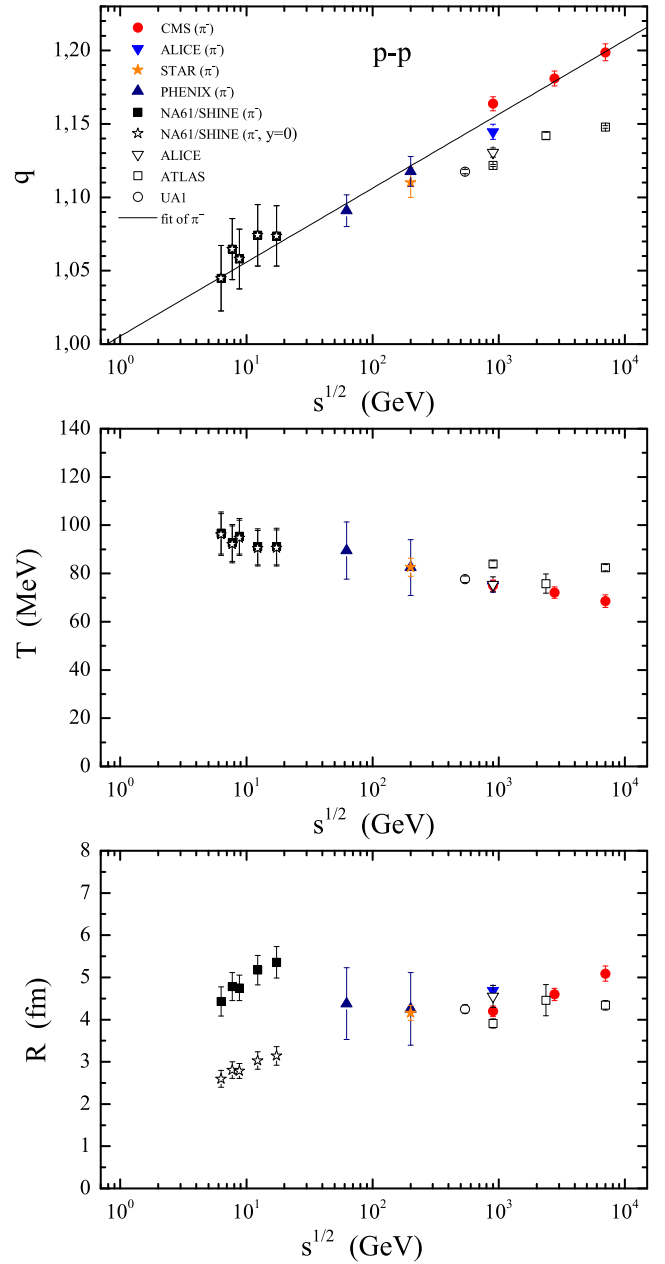 p-p
CMS (π⁻)
ALICE (π⁻)
STAR (π⁻)
PHENIX (π⁻)
NA61/SHINE (π⁻)
NA61/SHINE (π⁻, y=0)
ALICE
ATLAS
UA1
fit of π⁻
q
1,20
1,15
1,10
1,05
1,00
10⁰ 10¹ 10² 10³ 10⁴
s^{1/2} (GeV)
T (MeV)
140
120
100
80
60
40
20
0
10⁰ 10¹ 10² 10³ 10⁴
s^{1/2} (GeV)
R (fm)
8
7
6
5
4
3
2
1
0
10⁰ 10¹ 10² 10³ 10⁴
s^{1/2} (GeV)